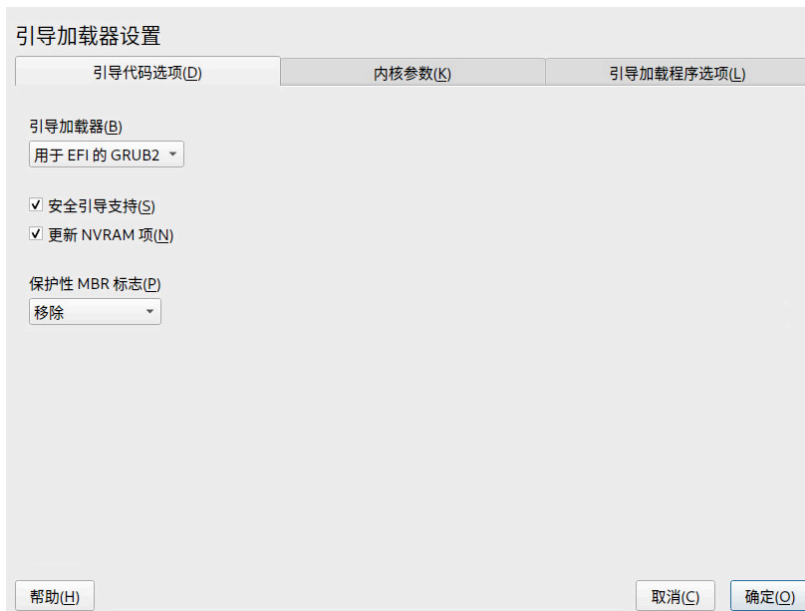 引导加载器设置
引导代码选项(D)
内核参数(K)
引导加载程序选项(L)
引导加载器(B)
用于 EFI 的 GRUB2
安全引导支持(S)
更新 NVRAM 项(N)
保护性 MBR 标志(P)
移除
帮助(H)
取消(C)
确定(O)